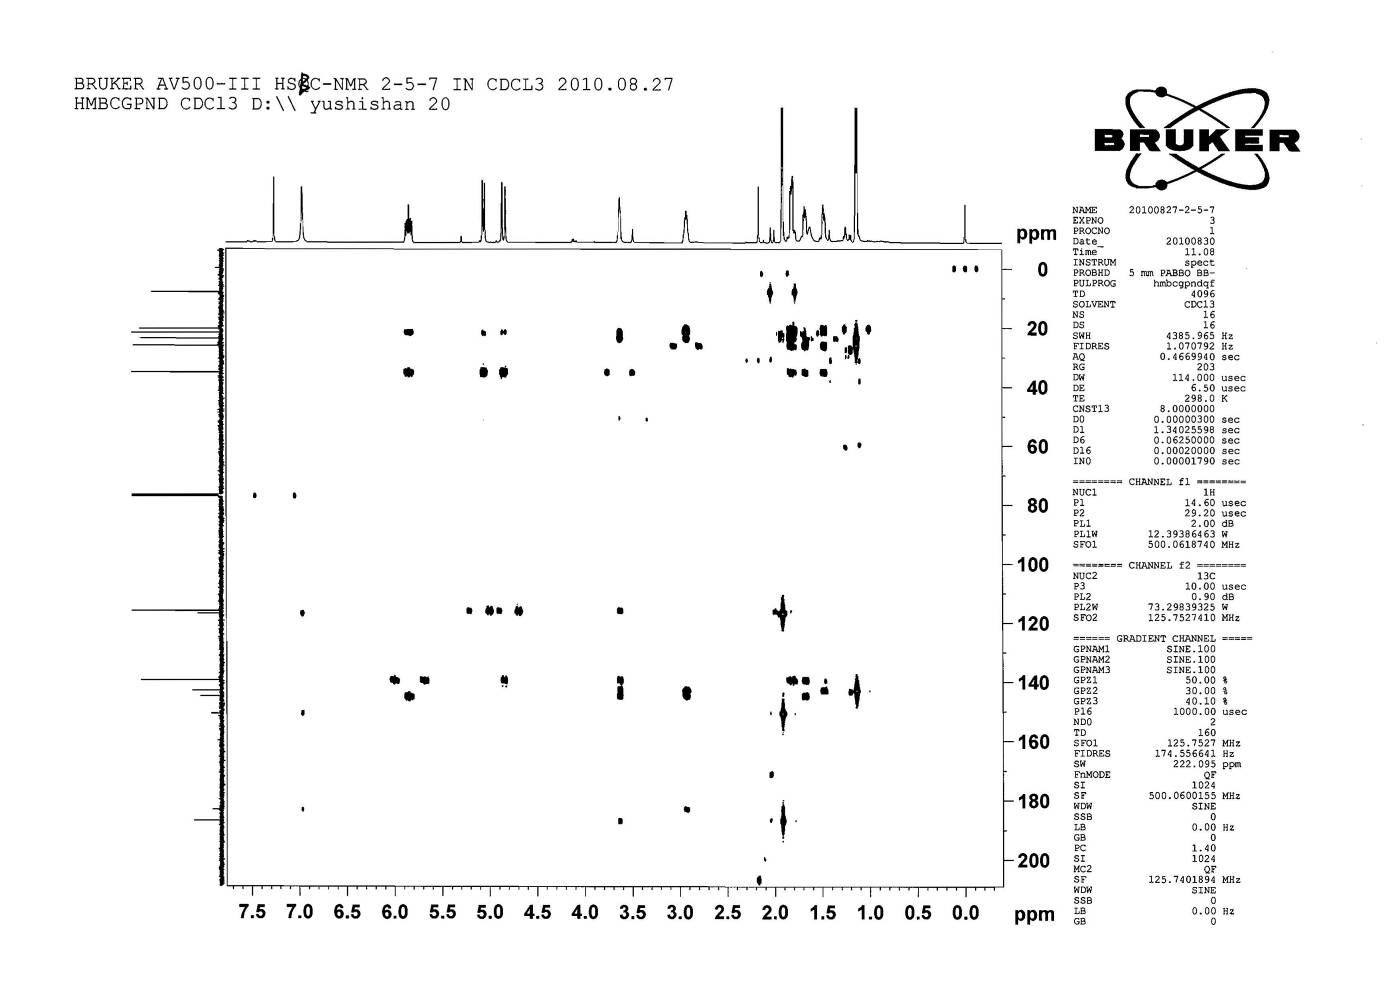 BRUKER AV500-III HSC-NMR 2-5-7 IN CDCL3 2010.08.27
HMBCGPND CDCl3 D:\\ yushishan 20
BRUKER
ppm
0
20
40
60
80
100
120
140
160
180
200
7.5 7.0 6.5 6.0 5.5 5.0 4.5 4.0 3.5 3.0 2.5 2.0 1.5 1.0 0.5 0.0 ppm
NAME 20100827-2-5-7
EXPNO 3
PROCNO 1
Date_ 20100830
Time 11.08
INSTRUM spect
PROBHD 5 mm PABBO BB-
PULPROG hmbcgpndqf
TD 4096
SOLVENT CDCl3
NS 16
DS 16
SWH 4385.965 Hz
FIDRES 1.070792 Hz
AQ 0.4669940 sec
RG 203
DW 114.000 usec
DE 6.50 usec
TE 298.0 K
CNST13 8.0000000
D0 0.00000300 sec
D1 1.34025598 sec
D6 0.06250000 sec
D16 0.00020000 sec
IN0 0.00001790 sec
======== CHANNEL f1 ========
NUC1 1H
P1 14.60 usec
P2 29.20 usec
PL1 2.00 dB
PL1W 12.39386463 W
SFO1 500.0618740 MHz
======== CHANNEL f2 ========
NUC2 13C
P3 10.00 usec
PL2 0.90 dB
PL2W 73.29839325 W
SFO2 125.7527410 MHz
====== GRADIENT CHANNEL =====
GPNAM1 SINE.100
GPNAM2 SINE.100
GPNAM3 SINE.100
GPZ1 50.00 %
GPZ2 30.00 %
GPZ3 40.10 %
P16 1000.00 usec
ND0 2
TD 160
SFO1 125.7527 MHz
FIDRES 174.556641 Hz
SW 222.095 ppm
FnMODE QF
SI 1024
SF 500.0600155 MHz
WDW SINE
SSB 0
LB 0.00 Hz
GB 0
PC 1.40
SI 1024
MC2 QF
SF 125.7401894 MHz
WDW SINE
SSB 0
LB 0.00 Hz
GB 0